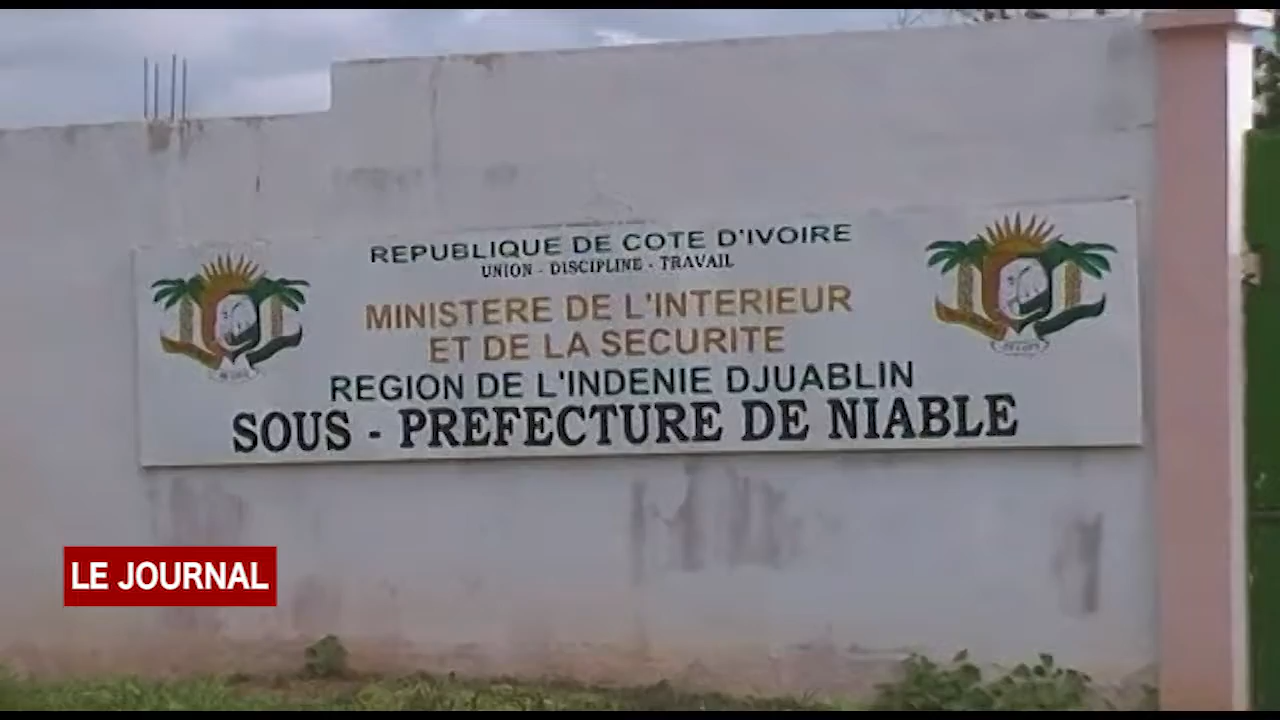 REPUBLIQUE DE COTE D'IVOIRE
UNION - DISCIPLINE - TRAVAIL
MINISTERE DE L'INTERIEUR
ET DE LA SECURITE
REGION DE L'INDENIE DJUABLIN
SOUS - PREFECTURE DE NIABLE
LE JOURNAL